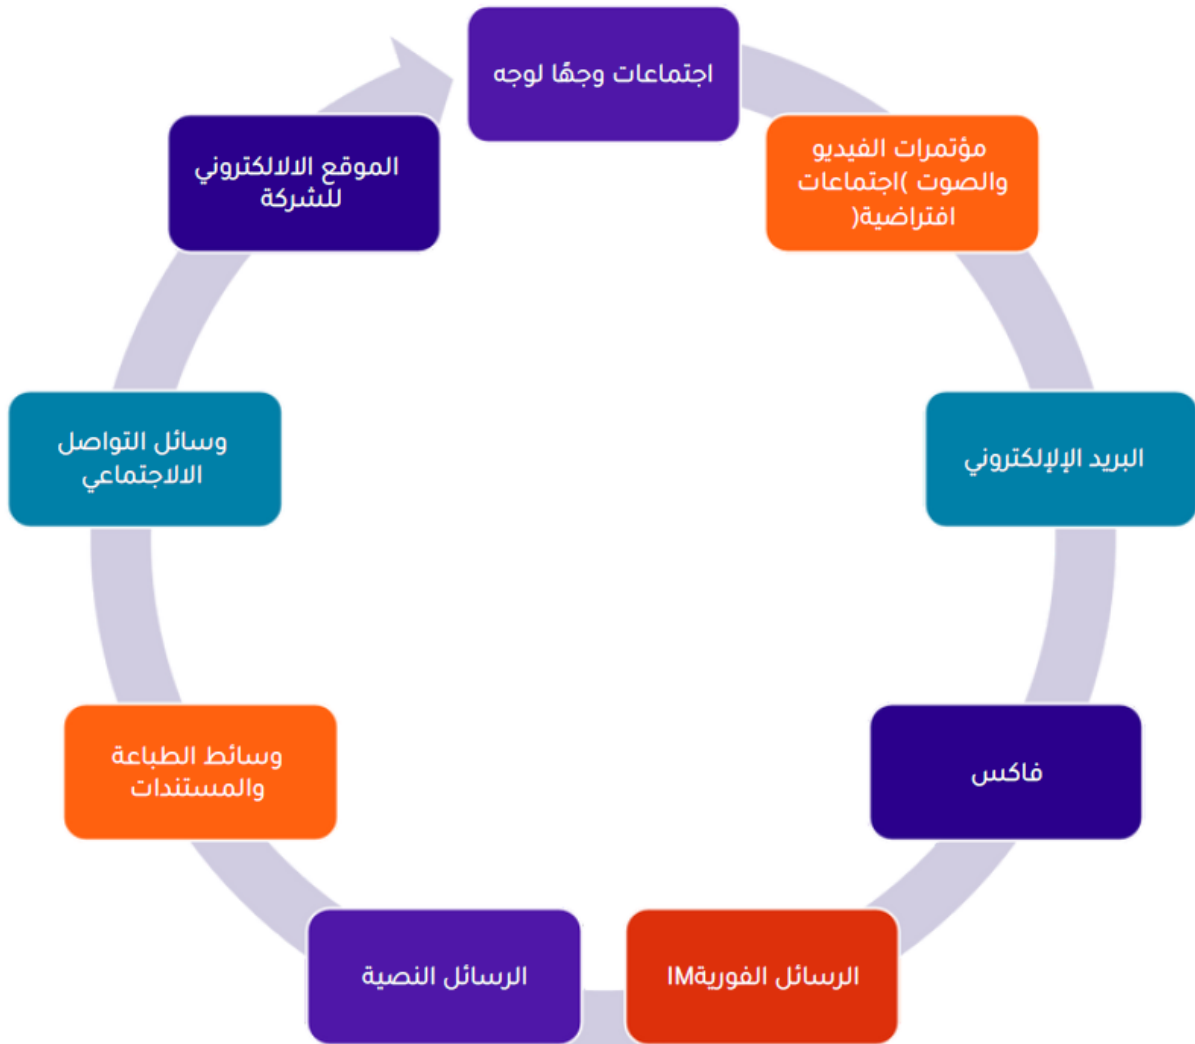 اجتماعات وجهًا لوجه
مؤتمرات الفيديو
والصوت )اجتماعات
افتراضية(
البريد الإلإلكتروني
فاكس
الرسائل الفوريةIM
الرسائل النصية
وسائط الطباعة
والمستندات
وسائل التواصل
الالاجتماعي
الموقع الالالكتروني
للشركة